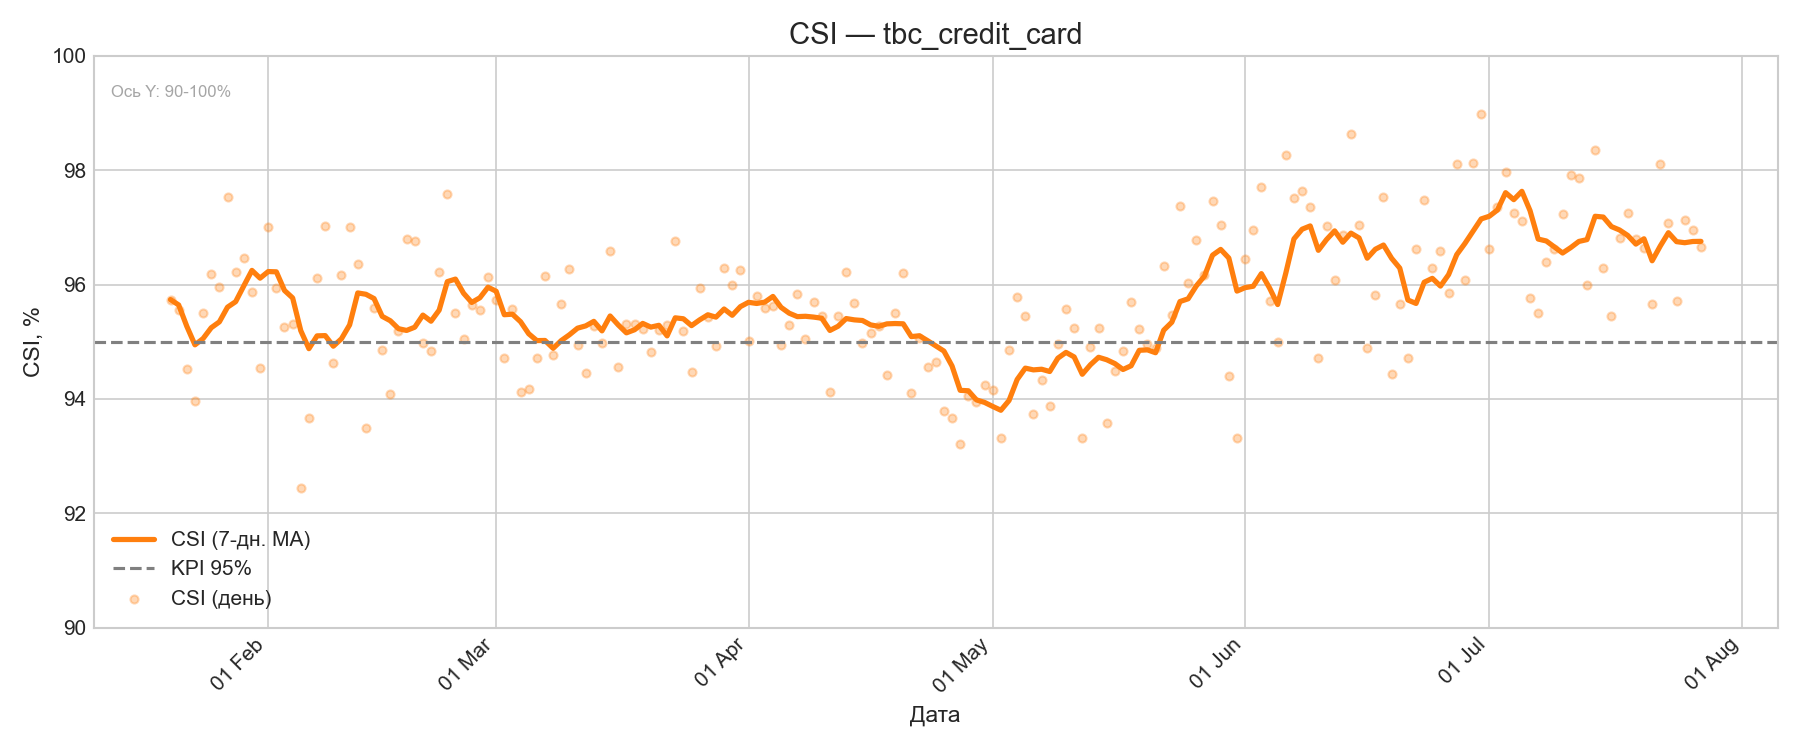 CSI — tbc_credit_card
Ось Y: 90-100%
100
98
96
94
92
90
CSI, %
CSI (7-дн. MA)
KPI 95%
CSI (день)
01 Feb
01 Mar
01 Apr
01 May
01 Jun
01 Jul
01 Aug
Дата